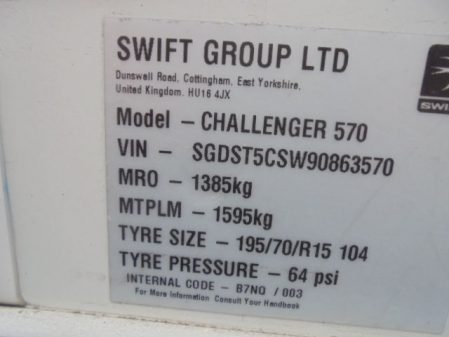 SWIFT GROUP LTD
Dunswell Road, Cottingham, East Yorkshire,
United Kingdom. HU16 4JX
SWI
Model – CHALLENGER 570
VIN – SGDST5CSW90863570
MRO – 1385kg
MTPLM – 1595kg
TYRE SIZE – 195/70/R15 104
TYRE PRESSURE – 64 psi
INTERNAL CODE – B7NQ / 003
For More Information Consult Your Handbook